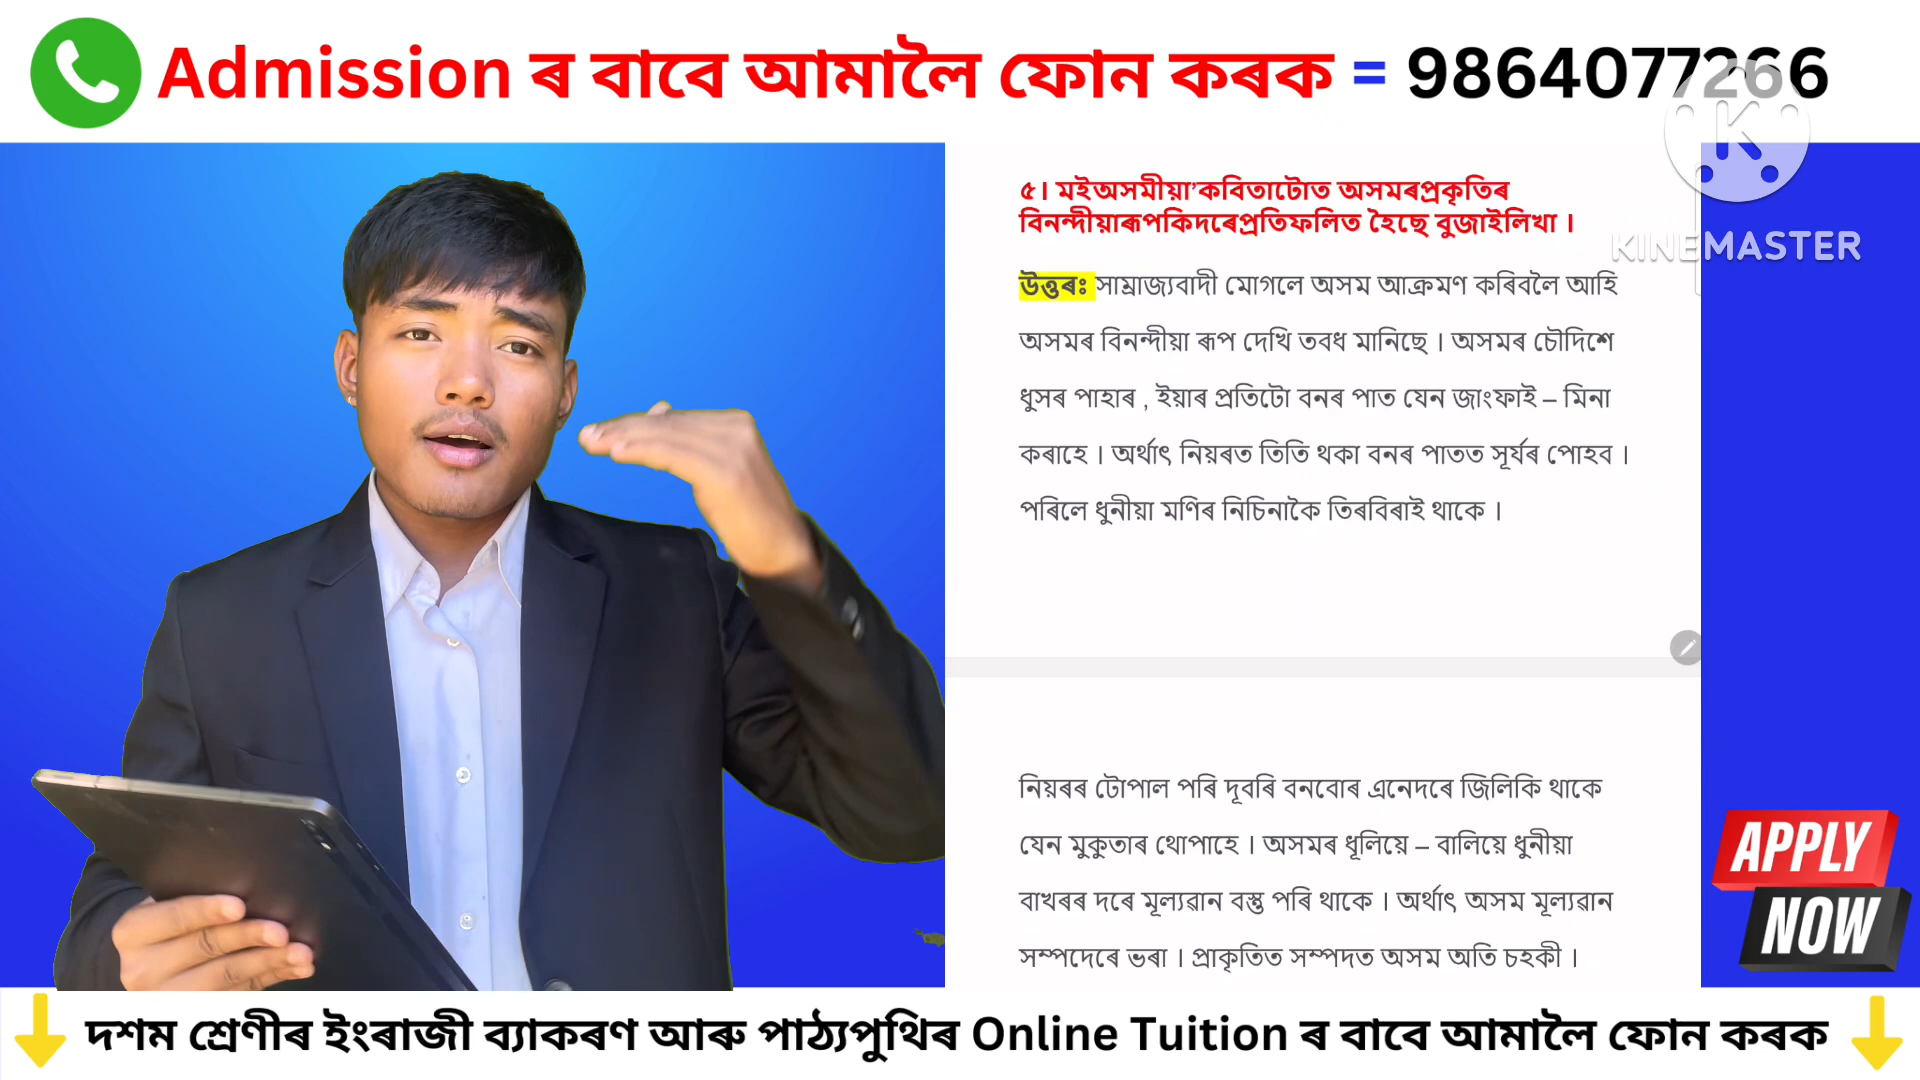 Admission ৰ বাবে আমালৈ ফোন কৰক = 9864077266
KINEMASTER
৫। মইঅসমীয়া’কবিতাটোত অসমৰপ্ৰকৃতিৰ
বিনন্দীয়াৰূপকিদৰেপ্ৰতিফলিত হৈছে বুজাইলিখা ।
উত্তৰঃ সাম্ৰাজ্যবাদী মোগলে অসম আক্ৰমণ কৰিবলৈ আহি
অসমৰ বিনন্দীয়া ৰূপ দেখি তবধ মানিছে । অসমৰ চৌদিশে
ধুসৰ পাহাৰ , ইয়াৰ প্ৰতিটো বনৰ পাত যেন জাংফাই – মিনা
কৰাহে । অৰ্থাৎ নিয়ৰত তিতি থকা বনৰ পাতত সূৰ্যৰ পোহৰ ।
পৰিলে ধুনীয়া মণিৰ নিচিনাকৈ তিৰবিৰাই থাকে ।
নিয়ৰৰ টোপাল পৰি দূবৰি বনবোৰ এনেদৰে জিলিকি থাকে
যেন মুকুতাৰ থোপাহে । অসমৰ ধূলিয়ে – বালিয়ে ধুনীয়া
বাখৰৰ দৰে মূল্যৱান বস্তু পৰি থাকে । অৰ্থাৎ অসম মূল্যৱান
সম্পদেৰে ভৰা । প্ৰাকৃতিত সম্পদত অসম অতি চহকী ।
APPLY
NOW
দশম শ্ৰেণীৰ ইংৰাজী ব্যাকৰণ আৰু পাঠ্যপুথিৰ Online Tuition ৰ বাবে আমালৈ ফোন কৰক